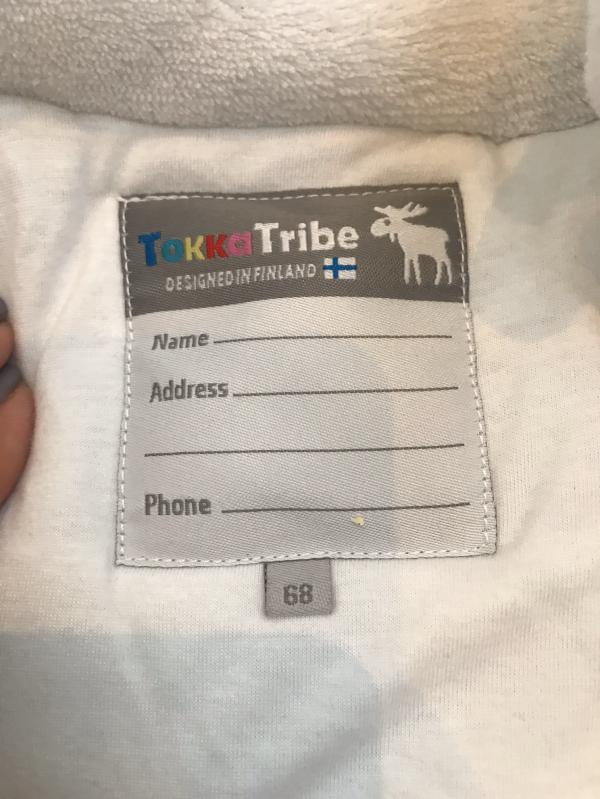 TokkaTribe
DESIGNED IN FINLAND
Name
Address
Phone
68